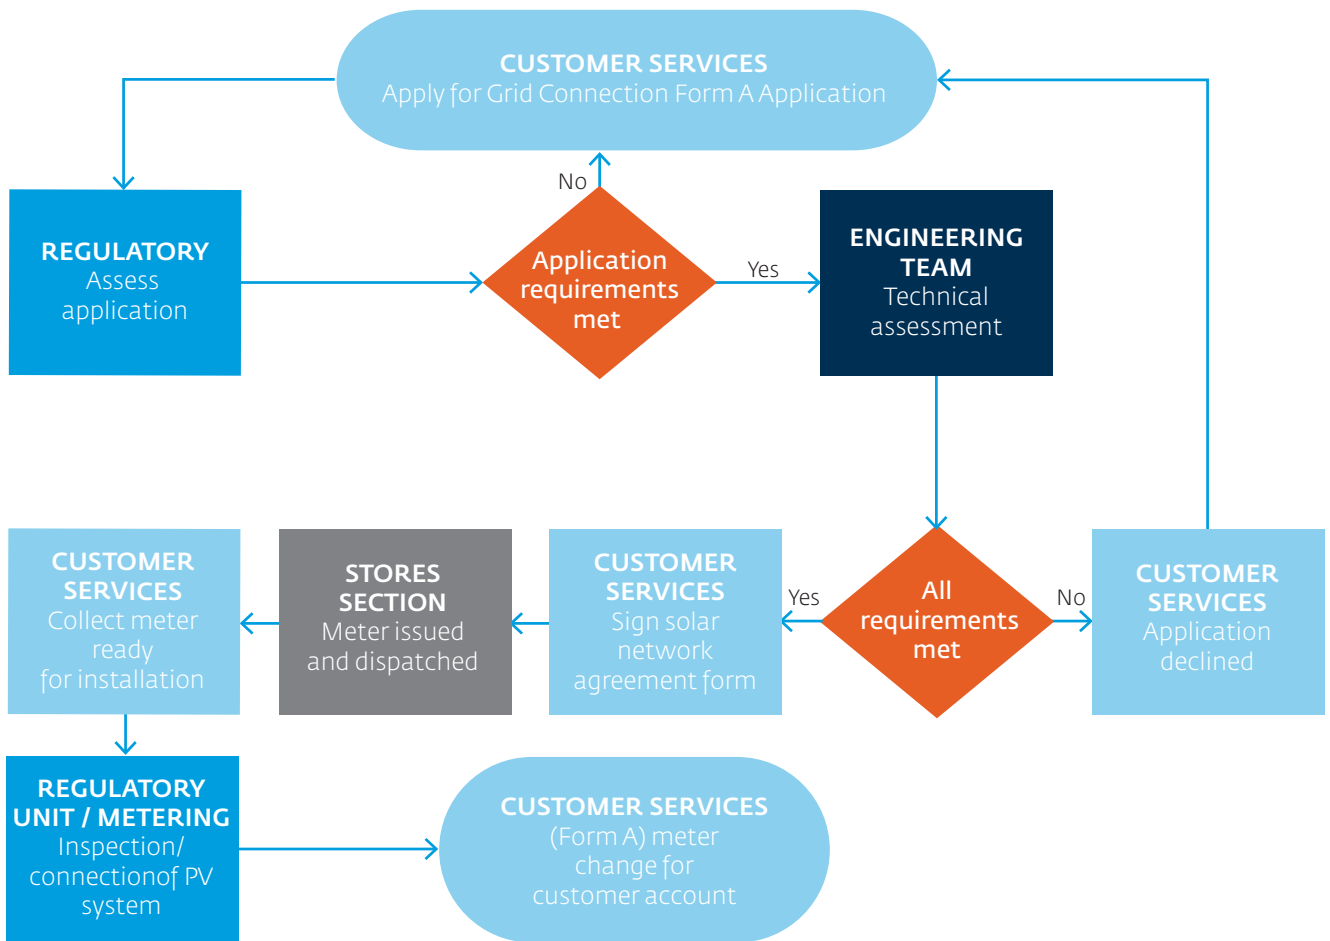 CUSTOMER SERVICES
Apply for Grid Connection Form A Application
No
REGULATORY
Assess
application
Application
requirements
met
Yes
ENGINEERING
TEAM
Technical
assessment
CUSTOMER
SERVICES
Collect meter
ready
for installation
STORES
SECTION
Meter issued
and dispatched
CUSTOMER
SERVICES
Sign solar
network
agreement form
Yes
All
requirements
met
No
CUSTOMER
SERVICES
Application
declined
REGULATORY
UNIT / METERING
Inspection/
connectionof PV
system
CUSTOMER SERVICES
(Form A) meter
change for
customer account